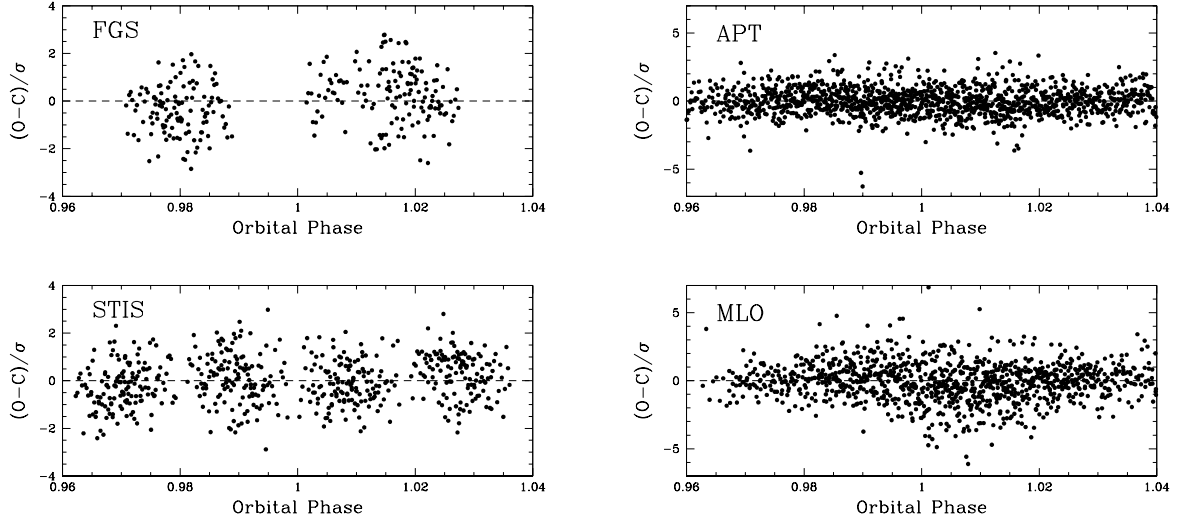 FGS
4
2
0
−2
−4
(O−C)/σ
0.96 0.98 1 1.02 1.04
Orbital Phase
APT
5
0
−5
(O−C)/σ
0.96 0.98 1 1.02 1.04
Orbital Phase
STIS
4
2
0
−2
−4
(O−C)/σ
0.96 0.98 1 1.02 1.04
Orbital Phase
MLO
5
0
−5
(O−C)/σ
0.96 0.98 1 1.02 1.04
Orbital Phase